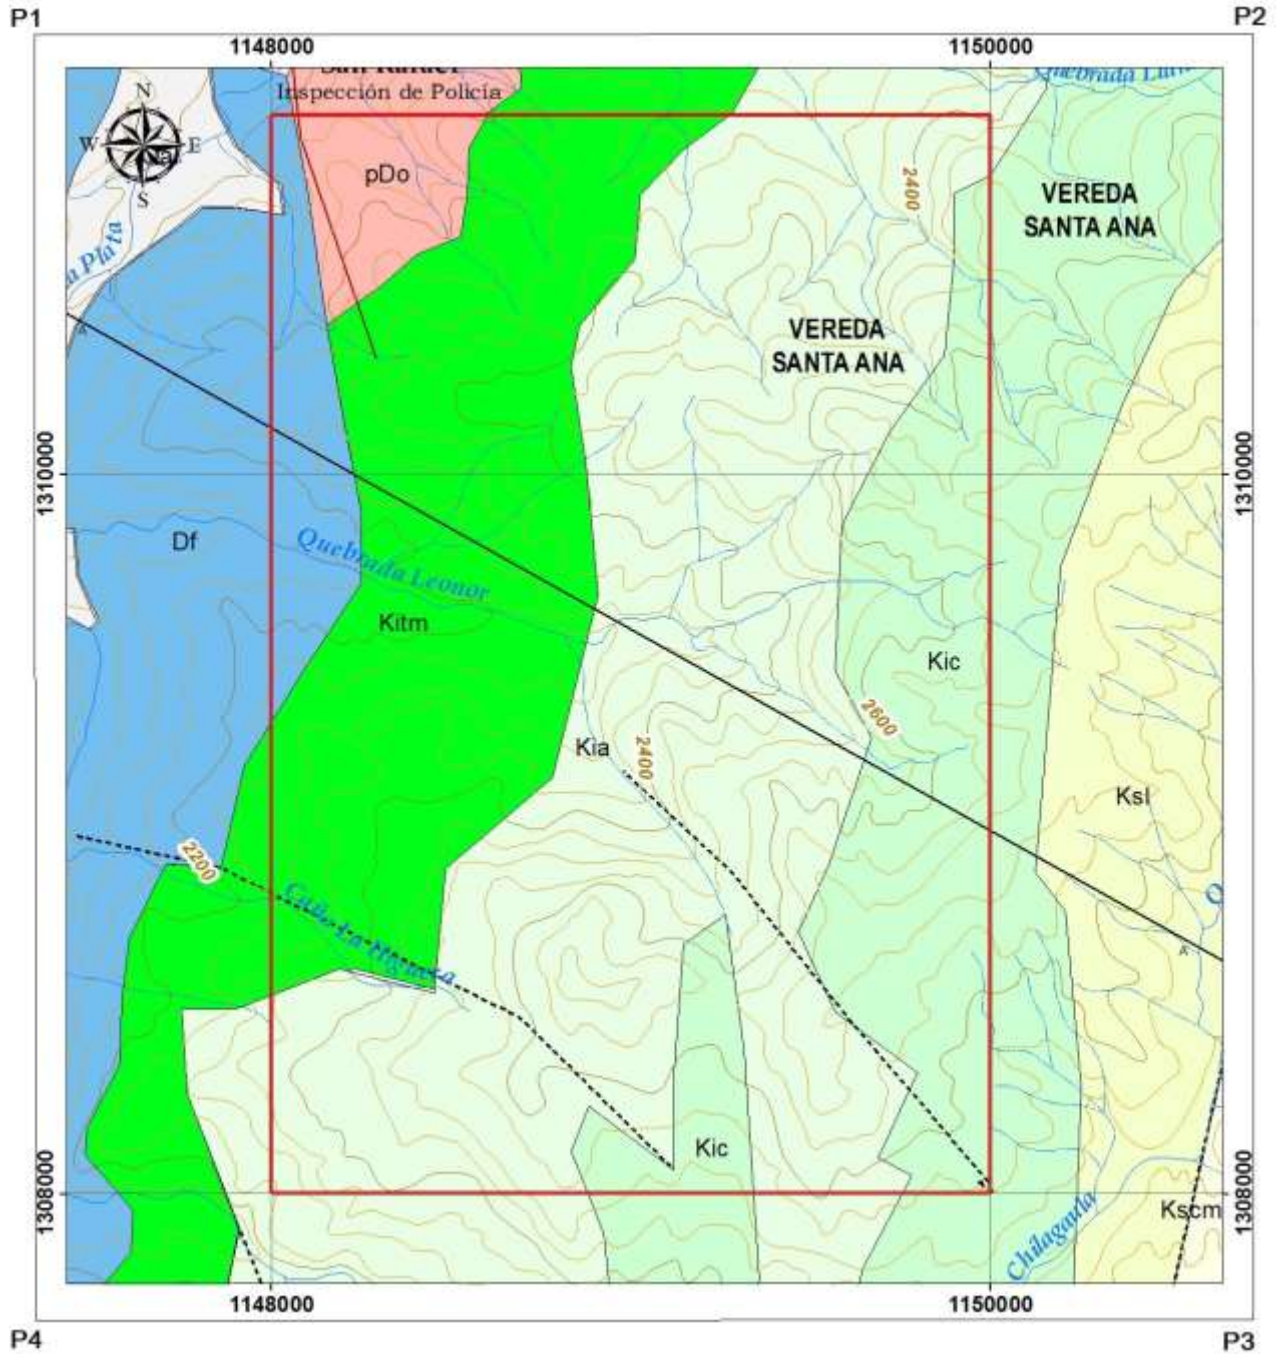 P1
P2
1148000
1150000
San Rafael
Inspección de Policía
Quebrada
N
W
E
S
pDo
2400
VEREDA
SANTA ANA
a Plata
A
VEREDA
SANTA ANA
1310000
1310000
Df
Quebrada Leonor
Kitm
Kic
2600
Kia
2400
Ksl
2200
Caño La Higuera
A'
Kic
1308000
1308000
Kscm
Chilagaula
1148000
1150000
P4
P3